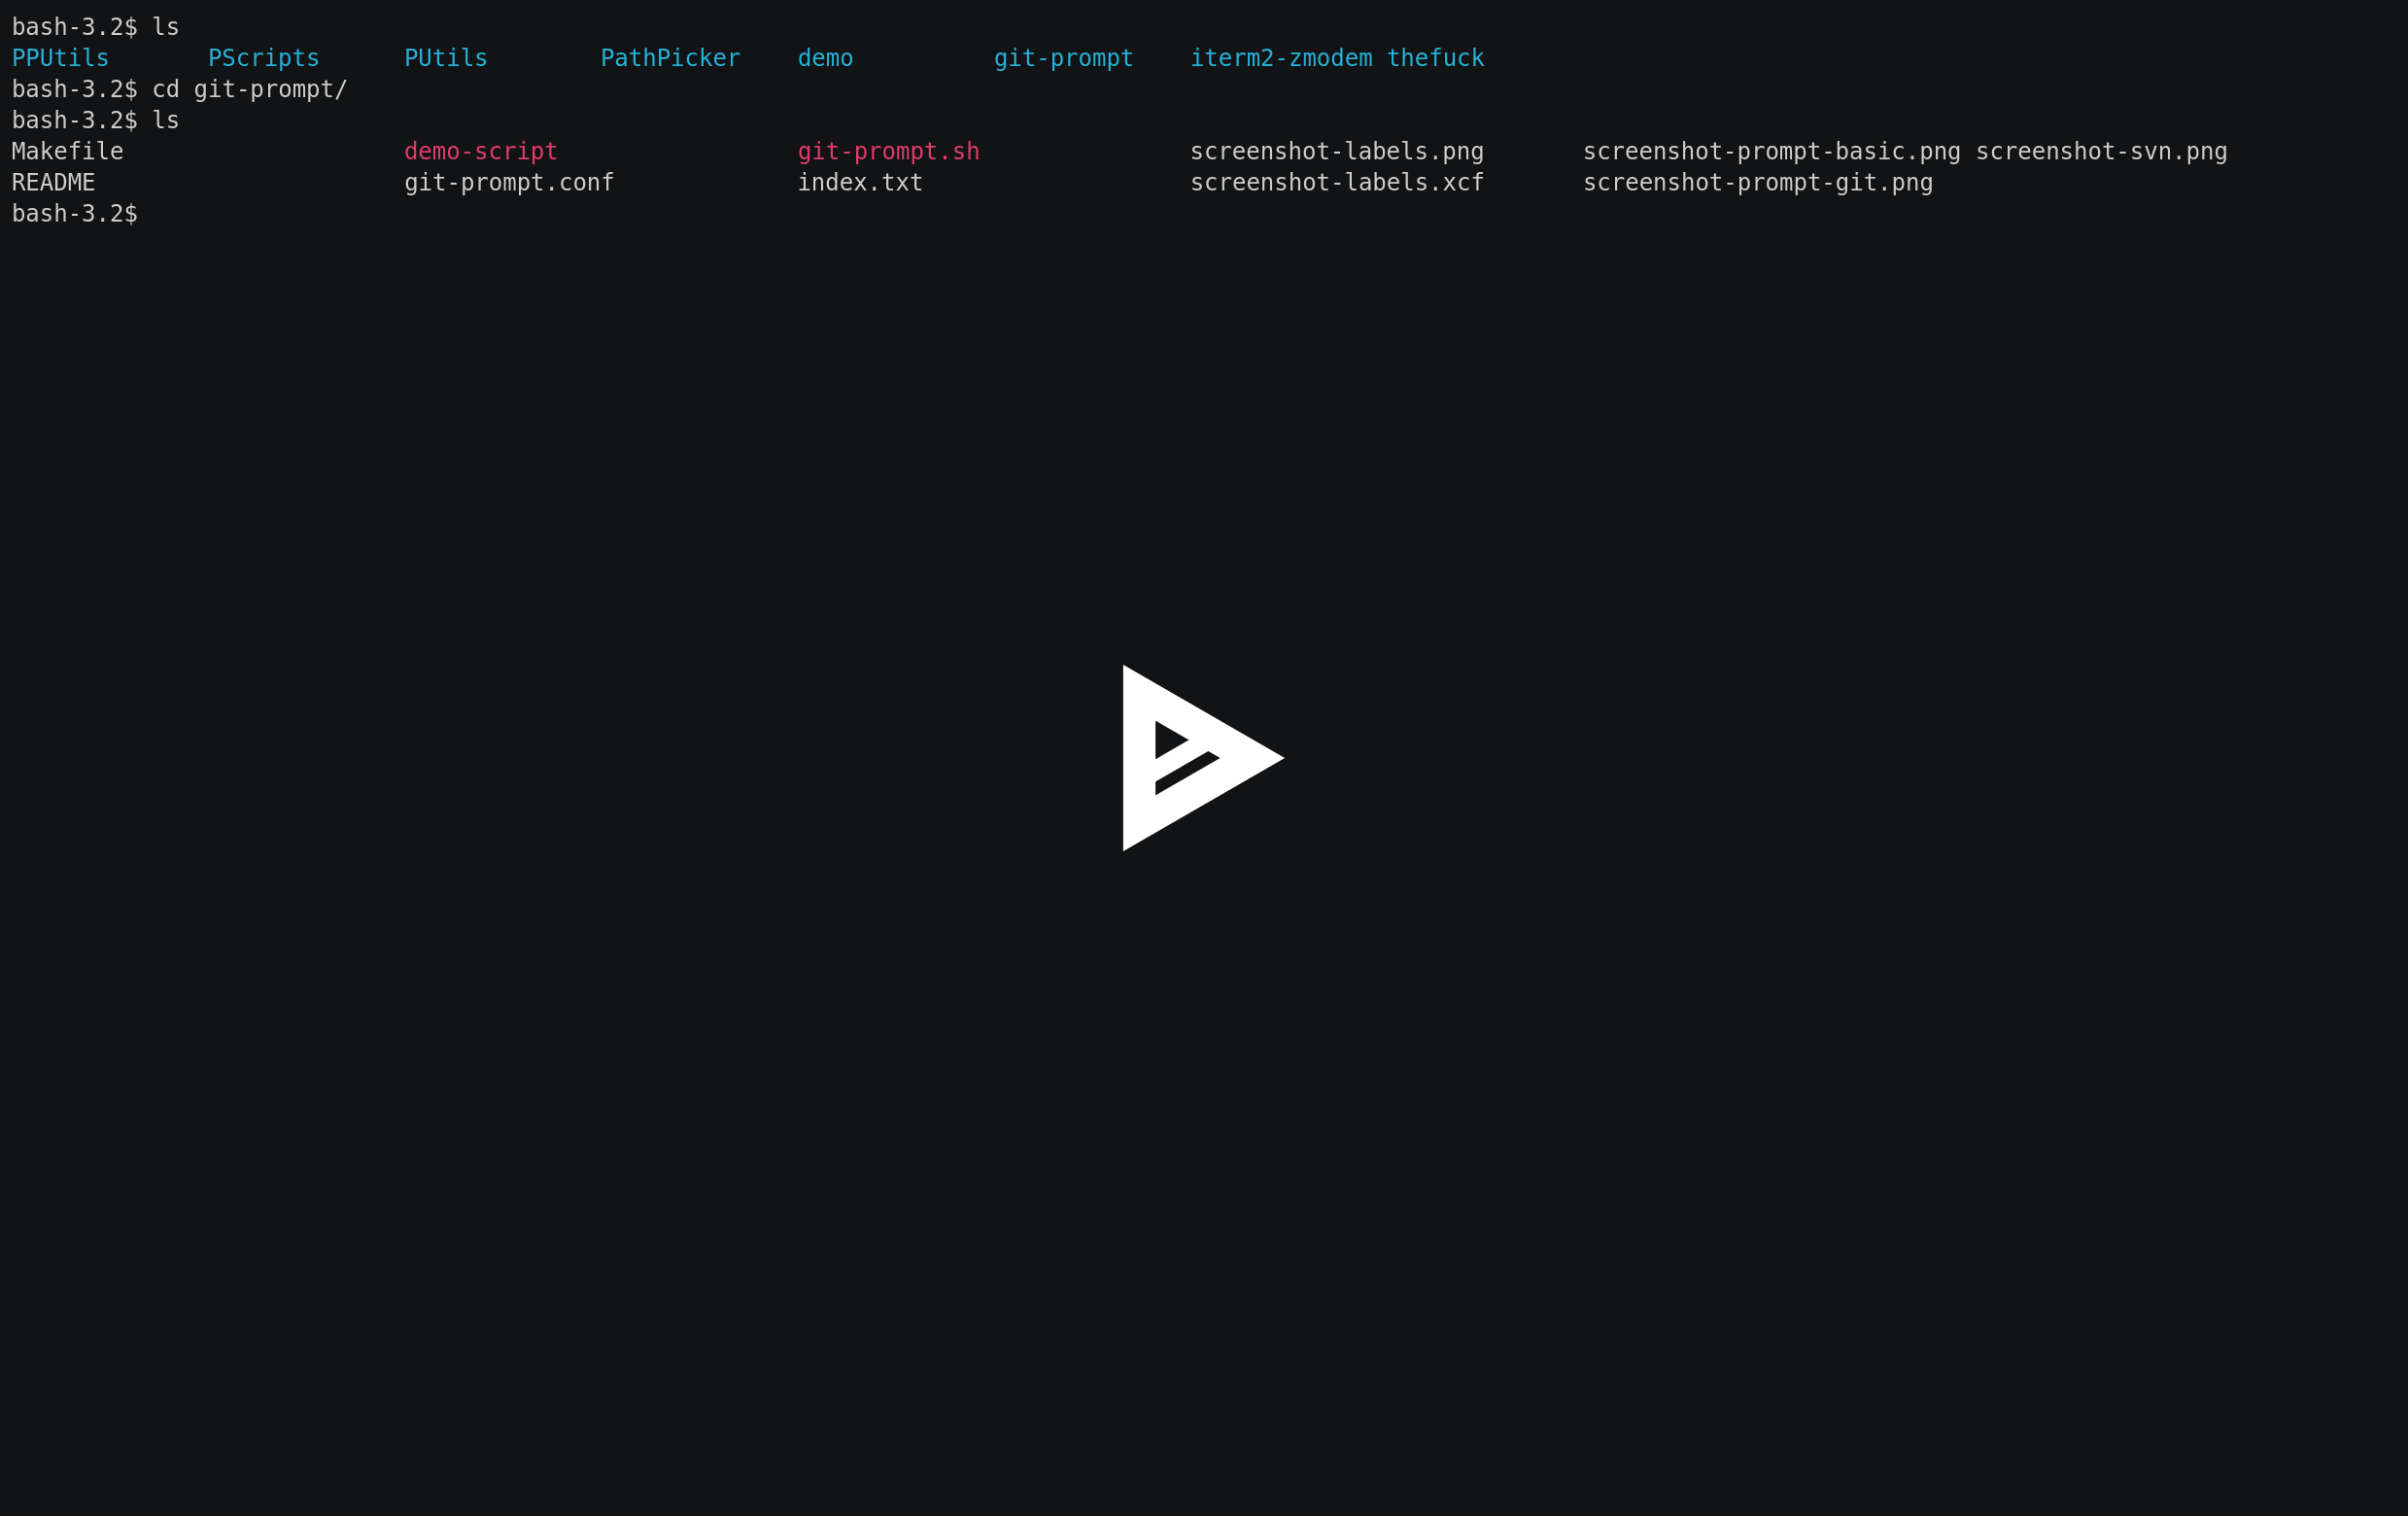 bash-3.2$ ls
PPUtils       PScripts      PUtils        PathPicker    demo          git-prompt    iterm2-zmodem thefuck
bash-3.2$ cd git-prompt/
bash-3.2$ ls
Makefile                    demo-script                 git-prompt.sh               screenshot-labels.png       screenshot-prompt-basic.png screenshot-svn.png
README                      git-prompt.conf             index.txt                   screenshot-labels.xcf       screenshot-prompt-git.png
bash-3.2$